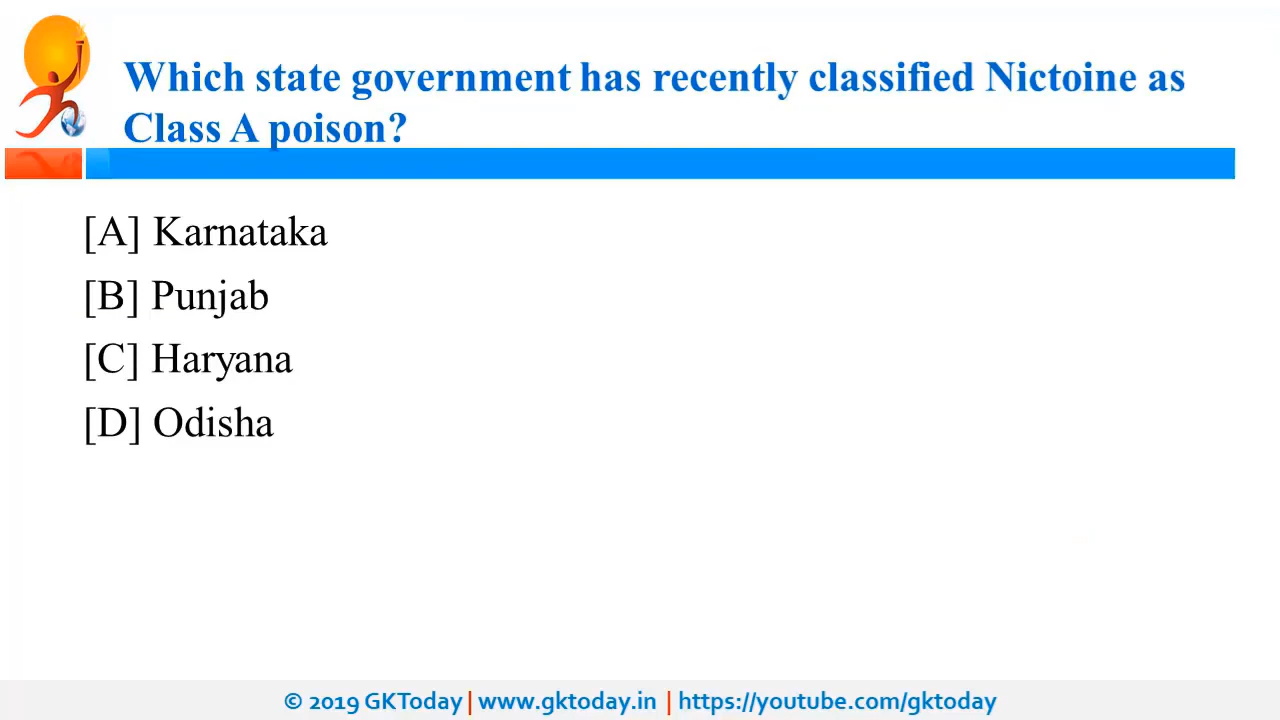 Which state government has recently classified Nictoine as
Class A poison?
[A] Karnataka
[B] Punjab
[C] Haryana
[D] Odisha
© 2019 GKToday | www.gktoday.in | https://youtube.com/gktoday